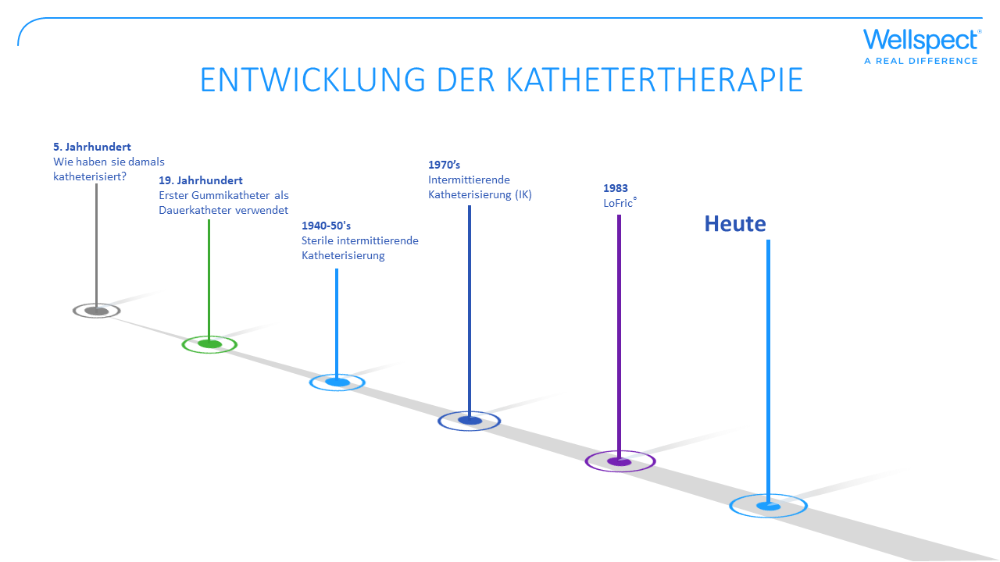 Wellspect®
A REAL DIFFERENCE
ENTWICKLUNG DER KATHETERTHERAPIE
5. Jahrhundert
Wie haben sie damals
katheterisiert?
19. Jahrhundert
Erster Gummikatheter als
Dauerkatheter verwendet
1940-50's
Sterile intermittierende
Katheterisierung
1970’s
Intermittierende
Katheterisierung (IK)
1983
LoFric®
Heute